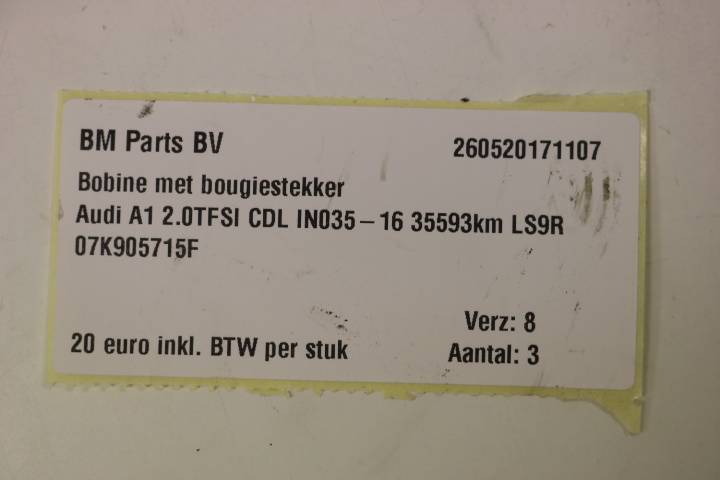 BM Parts BV 260520171107
Bobine met bougiestekker
Audi A1 2.0TFSI CDL IN035-16 35593km LS9R
07K905715F
Verz: 8
20 euro inkl. BTW per stuk Aantal: 3